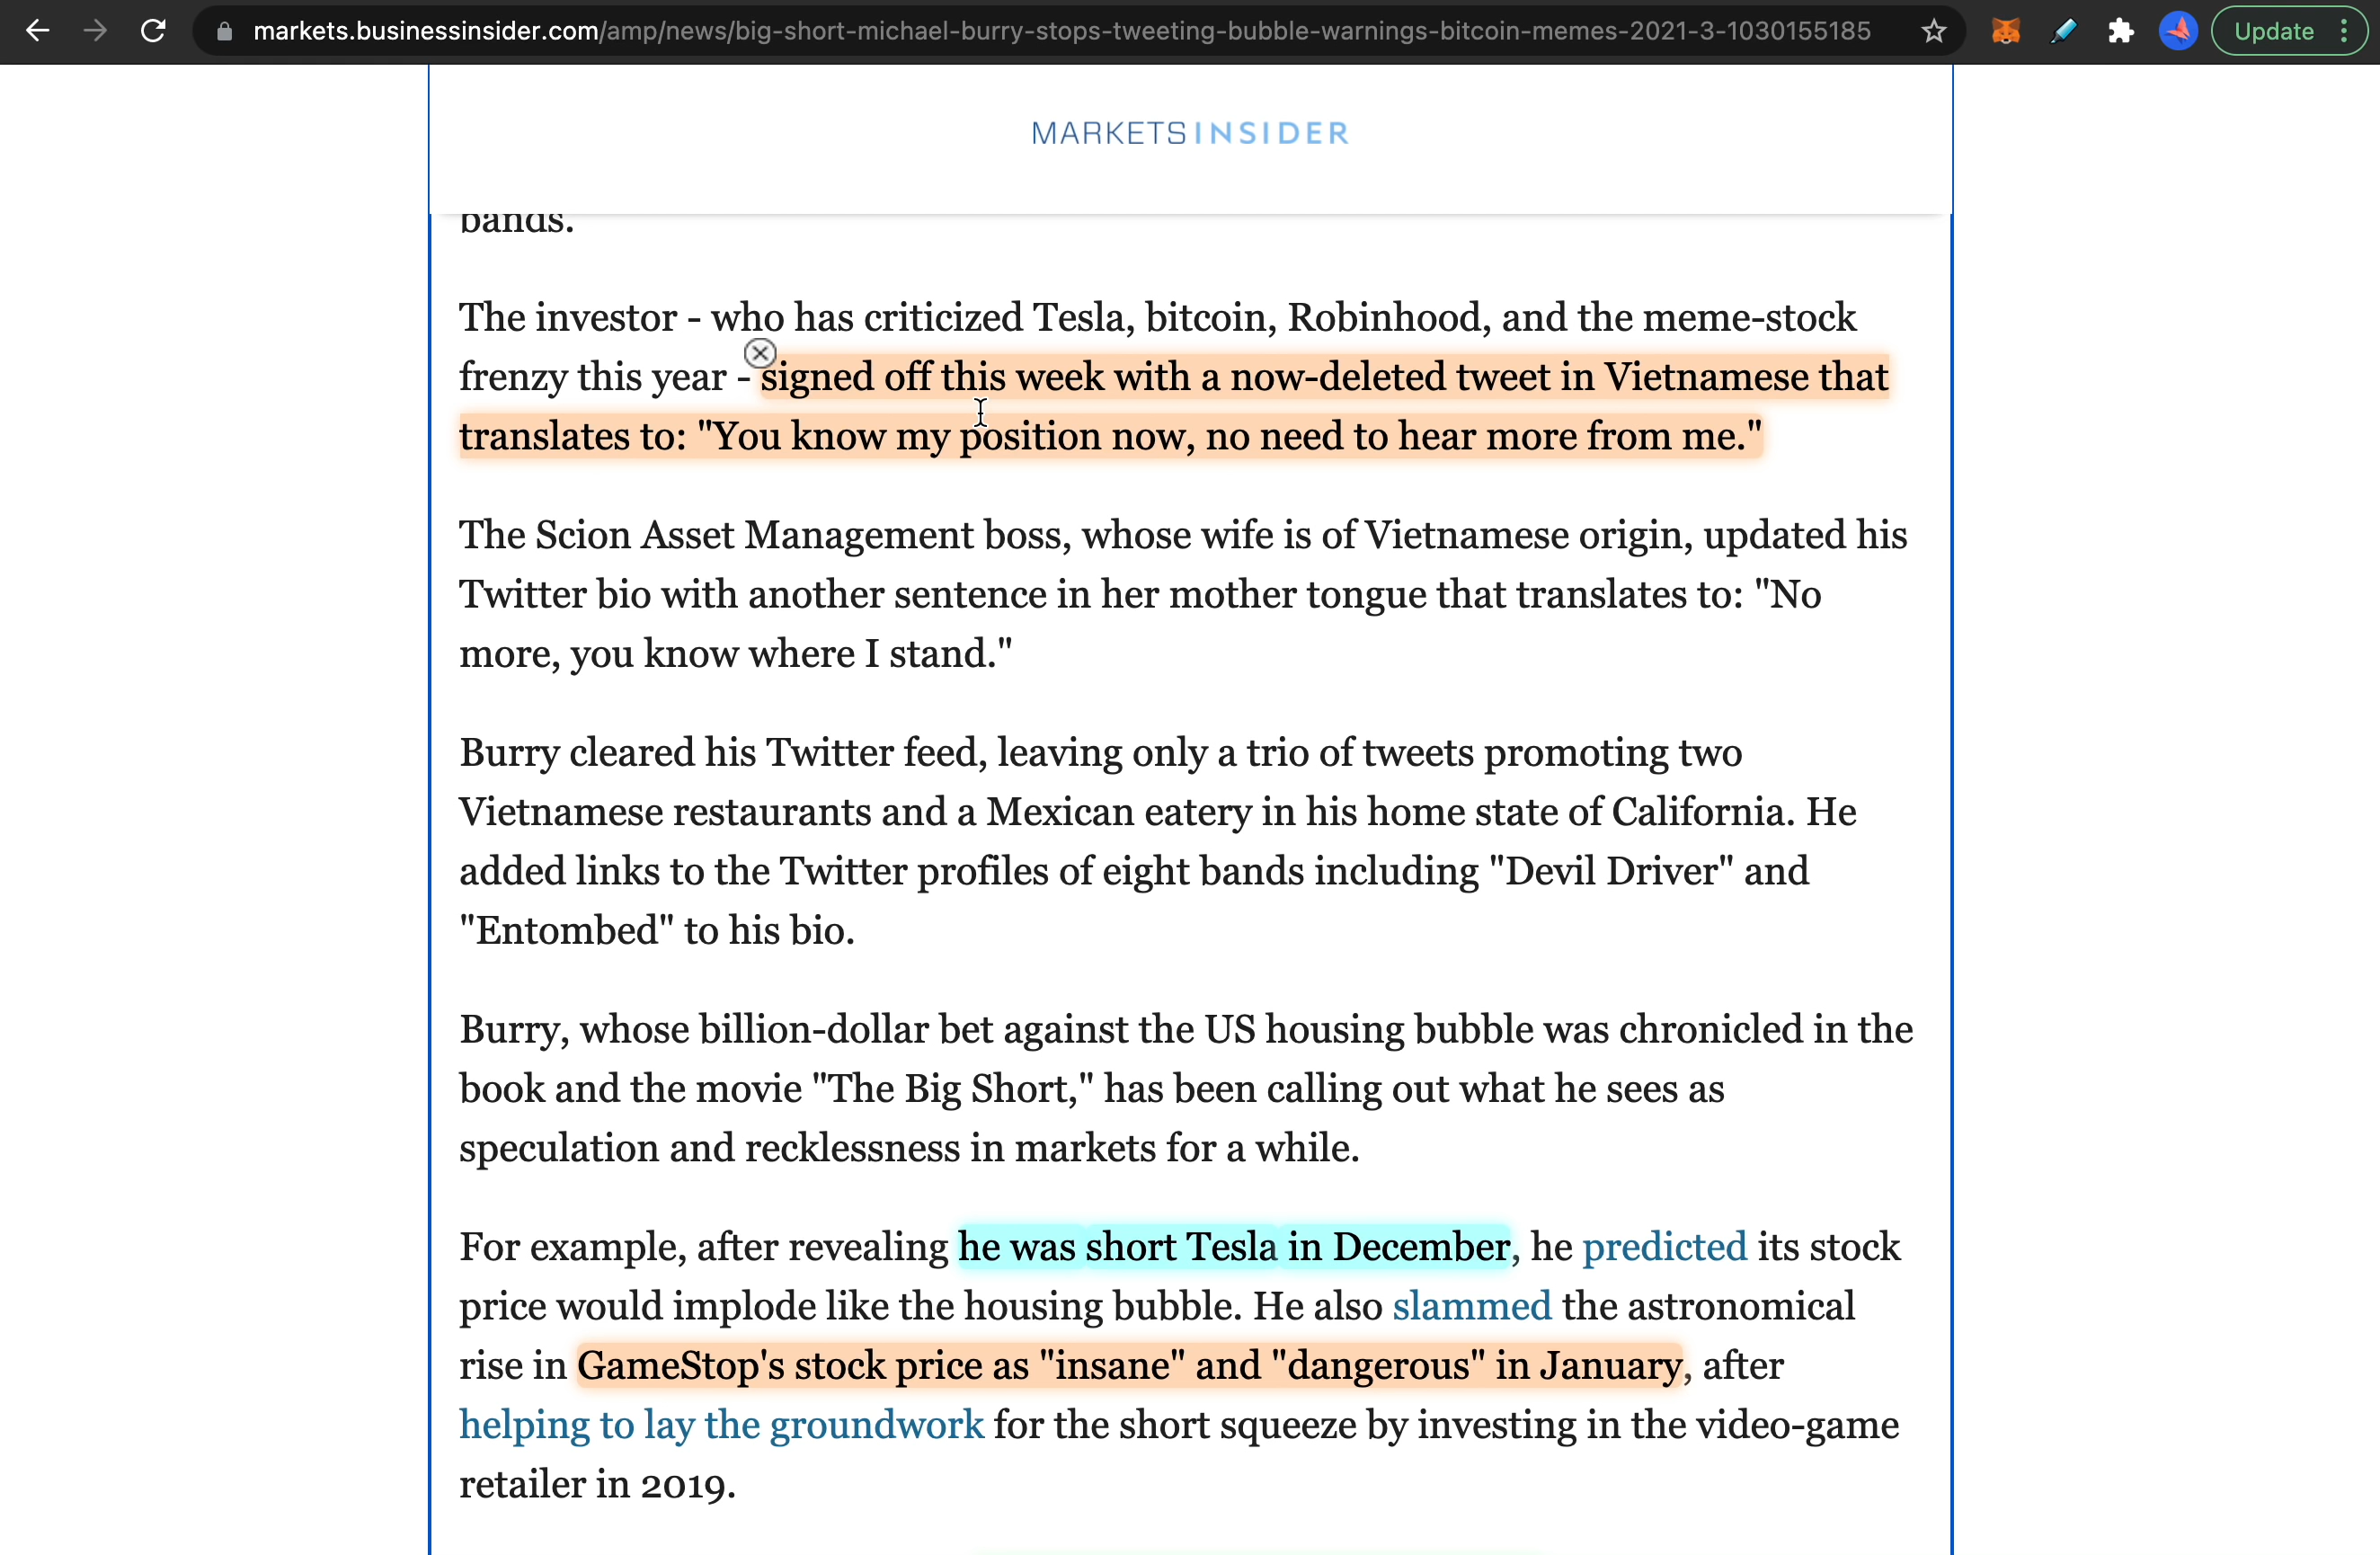 markets.businessinsider.com/amp/news/big-short-michael-burry-stops-tweeting-bubble-warnings-bitcoin-memes-2021-3-1030155185
Update
MARKETS INSIDER
bands.
The investor - who has criticized Tesla, bitcoin, Robinhood, and the meme-stock
frenzy this year - signed off this week with a now-deleted tweet in Vietnamese that
translates to: "You know my position now, no need to hear more from me."
The Scion Asset Management boss, whose wife is of Vietnamese origin, updated his
Twitter bio with another sentence in her mother tongue that translates to: "No
more, you know where I stand."
Burry cleared his Twitter feed, leaving only a trio of tweets promoting two
Vietnamese restaurants and a Mexican eatery in his home state of California. He
added links to the Twitter profiles of eight bands including "Devil Driver" and
"Entombed" to his bio.
Burry, whose billion-dollar bet against the US housing bubble was chronicled in the
book and the movie "The Big Short," has been calling out what he sees as
speculation and recklessness in markets for a while.
For example, after revealing he was short Tesla in December, he predicted its stock
price would implode like the housing bubble. He also slammed the astronomical
rise in GameStop's stock price as "insane" and "dangerous" in January, after
helping to lay the groundwork for the short squeeze by investing in the video-game
retailer in 2019.